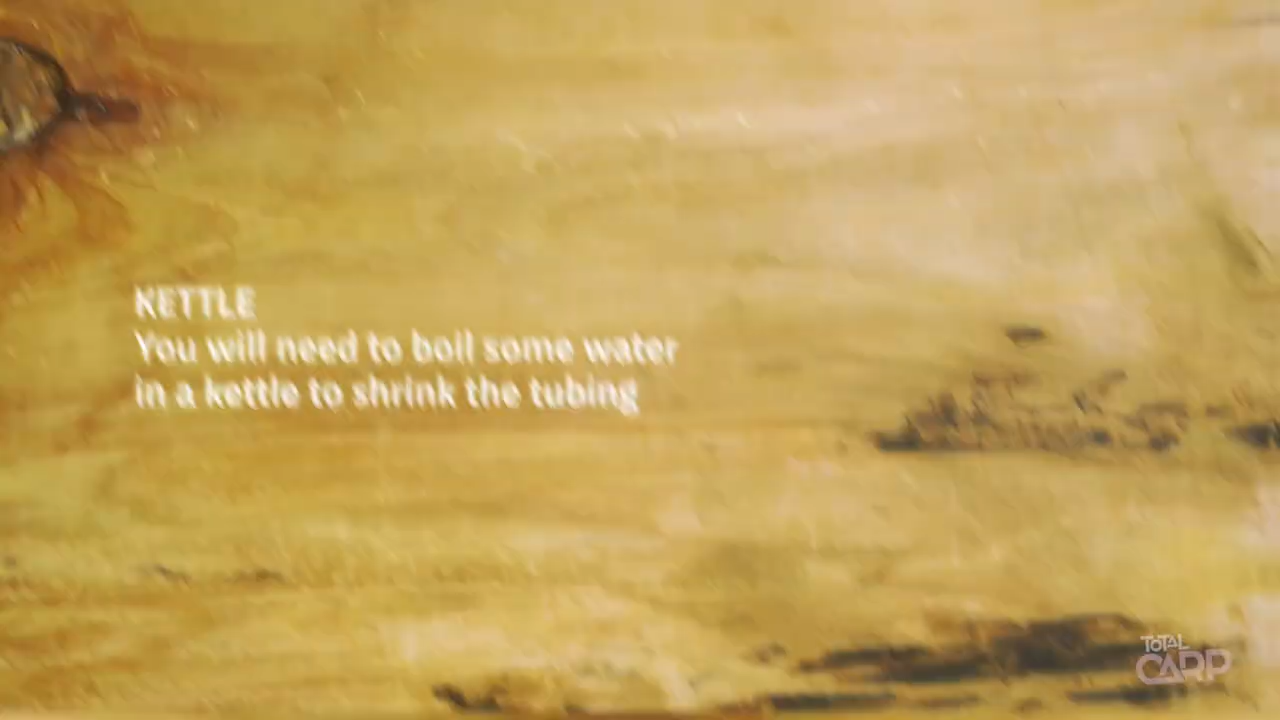 KETTLE
You will need to boil some water
in a kettle to shrink the tubing
TOTAL
CARP